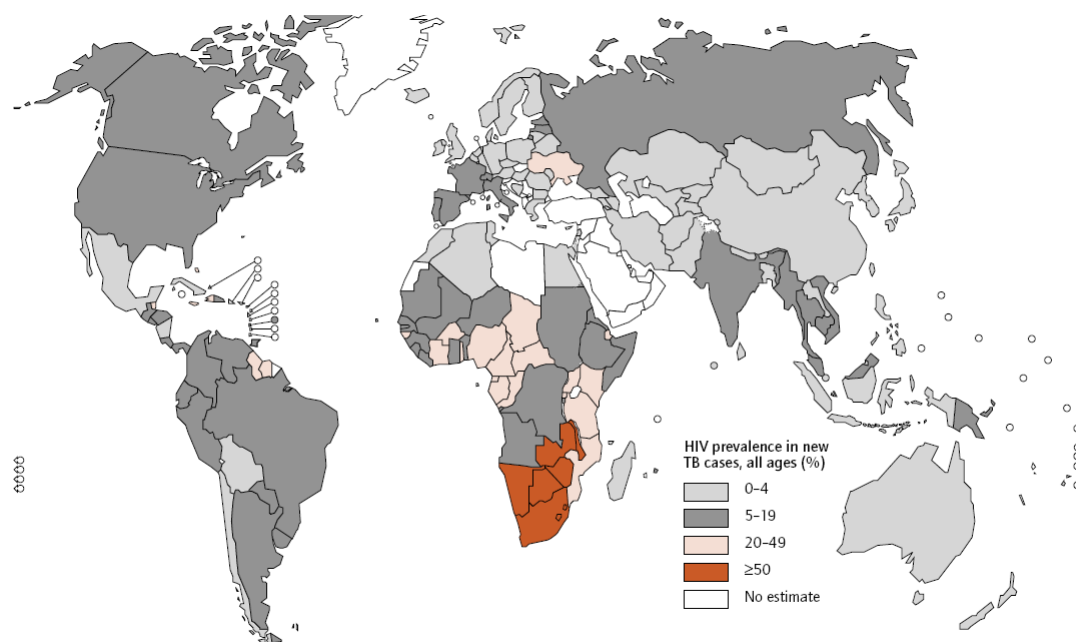 HIV prevalence in new
TB cases, all ages (%)
0–4
5–19
20–49
≥50
No estimate